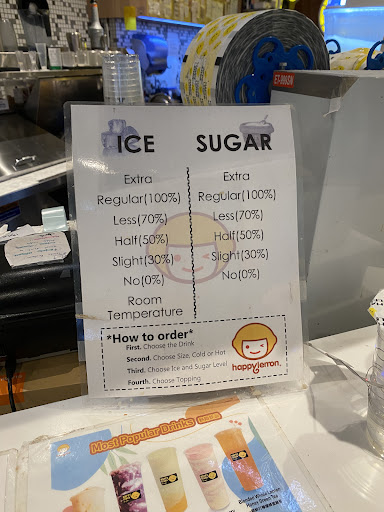 ET-99ASN
ICE
Extra
Regular(100%)
Less(70%)
Half(50%)
Slight(30%)
No(0%)
Room
Temperature
SUGAR
Extra
Regular(100%)
Less(70%)
Half(50%)
Slight(30%)
No(0%)
*How to order*
First. Choose the Drink
Second. Choose Size, Cold or Hot
Third. Choose Ice and Sugar Level
Fourth. Choose Topping
happylemon.
Most Popular Drinks